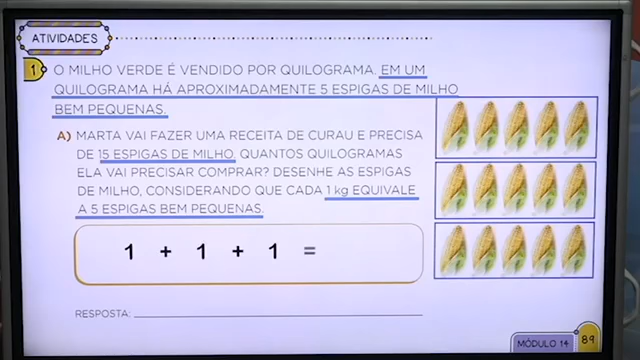 ATIVIDADES
1 O MILHO VERDE É VENDIDO POR QUILOGRAMA. EM UM
QUILOGRAMA HÁ APROXIMADAMENTE 5 ESPIGAS DE MILHO
BEM PEQUENAS.
A) MARTA VAI FAZER UMA RECEITA DE CURAU E PRECISA
DE 15 ESPIGAS DE MILHO. QUANTOS QUILOGRAMAS
ELA VAI PRECISAR COMPRAR? DESENHE AS ESPIGAS
DE MILHO, CONSIDERANDO QUE CADA 1 kg EQUIVALE
A 5 ESPIGAS BEM PEQUENAS.
1 + 1 + 1 =
RESPOSTA:
MÓDULO 14 89